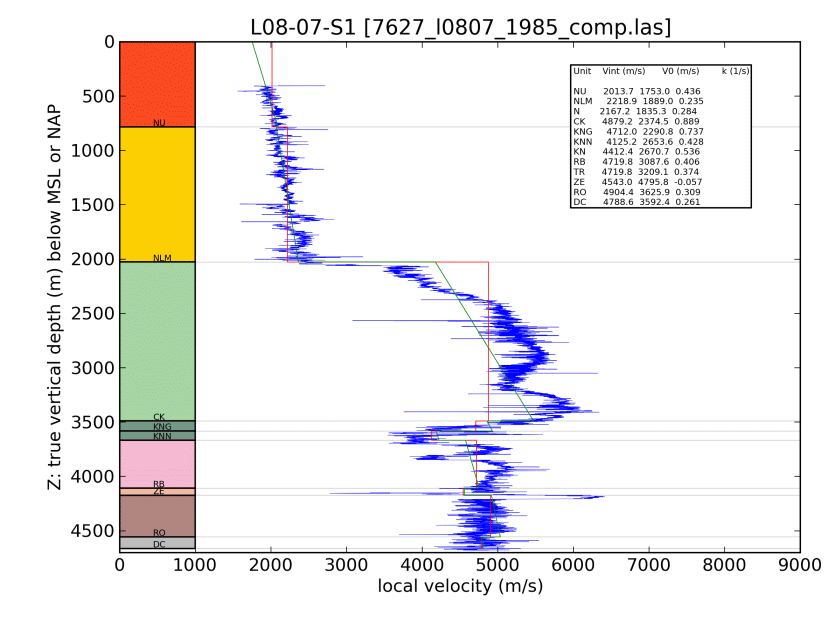 L08-07-S1 [7627_l0807_1985_comp.las]
Z: true vertical depth (m) below MSL or NAP
0
500
1000
1500
2000
2500
3000
3500
4000
4500
NU
NLM
CK
KNG
KNN
RB
ZE
RO
DC
Unit Vint (m/s) V0 (m/s) k (1/s)
NU 2013.7 1753.0 0.436
NLM 2218.9 1889.0 0.235
N 2167.2 1835.3 0.284
CK 4879.2 2374.5 0.889
KNG 4712.0 2290.8 0.737
KNN 4125.2 2653.6 0.428
KN 4412.4 2670.7 0.536
RB 4719.8 3087.6 0.406
TR 4719.8 3209.1 0.374
ZE 4543.0 4795.8 -0.057
RO 4904.4 3625.9 0.309
DC 4788.6 3592.4 0.261
0 1000 2000 3000 4000 5000 6000 7000 8000 9000
local velocity (m/s)